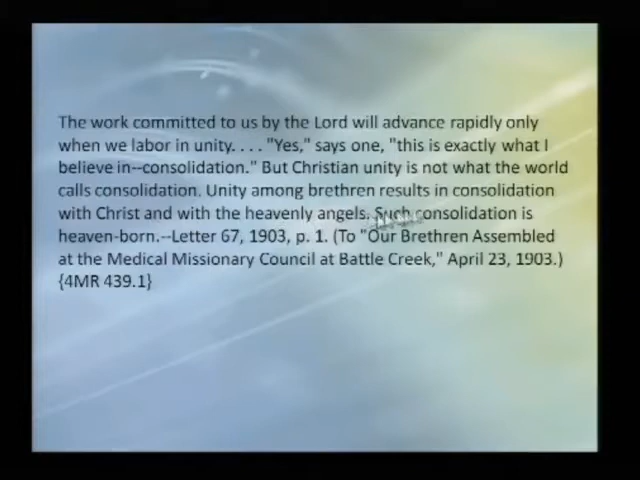 The work committed to us by the Lord will advance rapidly only
when we labor in unity. . . . "Yes," says one, "this is exactly what I
believe in--consolidation." But Christian unity is not what the world
calls consolidation. Unity among brethren results in consolidation
with Christ and with the heavenly angels. Such consolidation is
heaven-born.--Letter 67, 1903, p. 1. (To "Our Brethren Assembled
at the Medical Missionary Council at Battle Creek," April 23, 1903.)
{4MR 439.1}